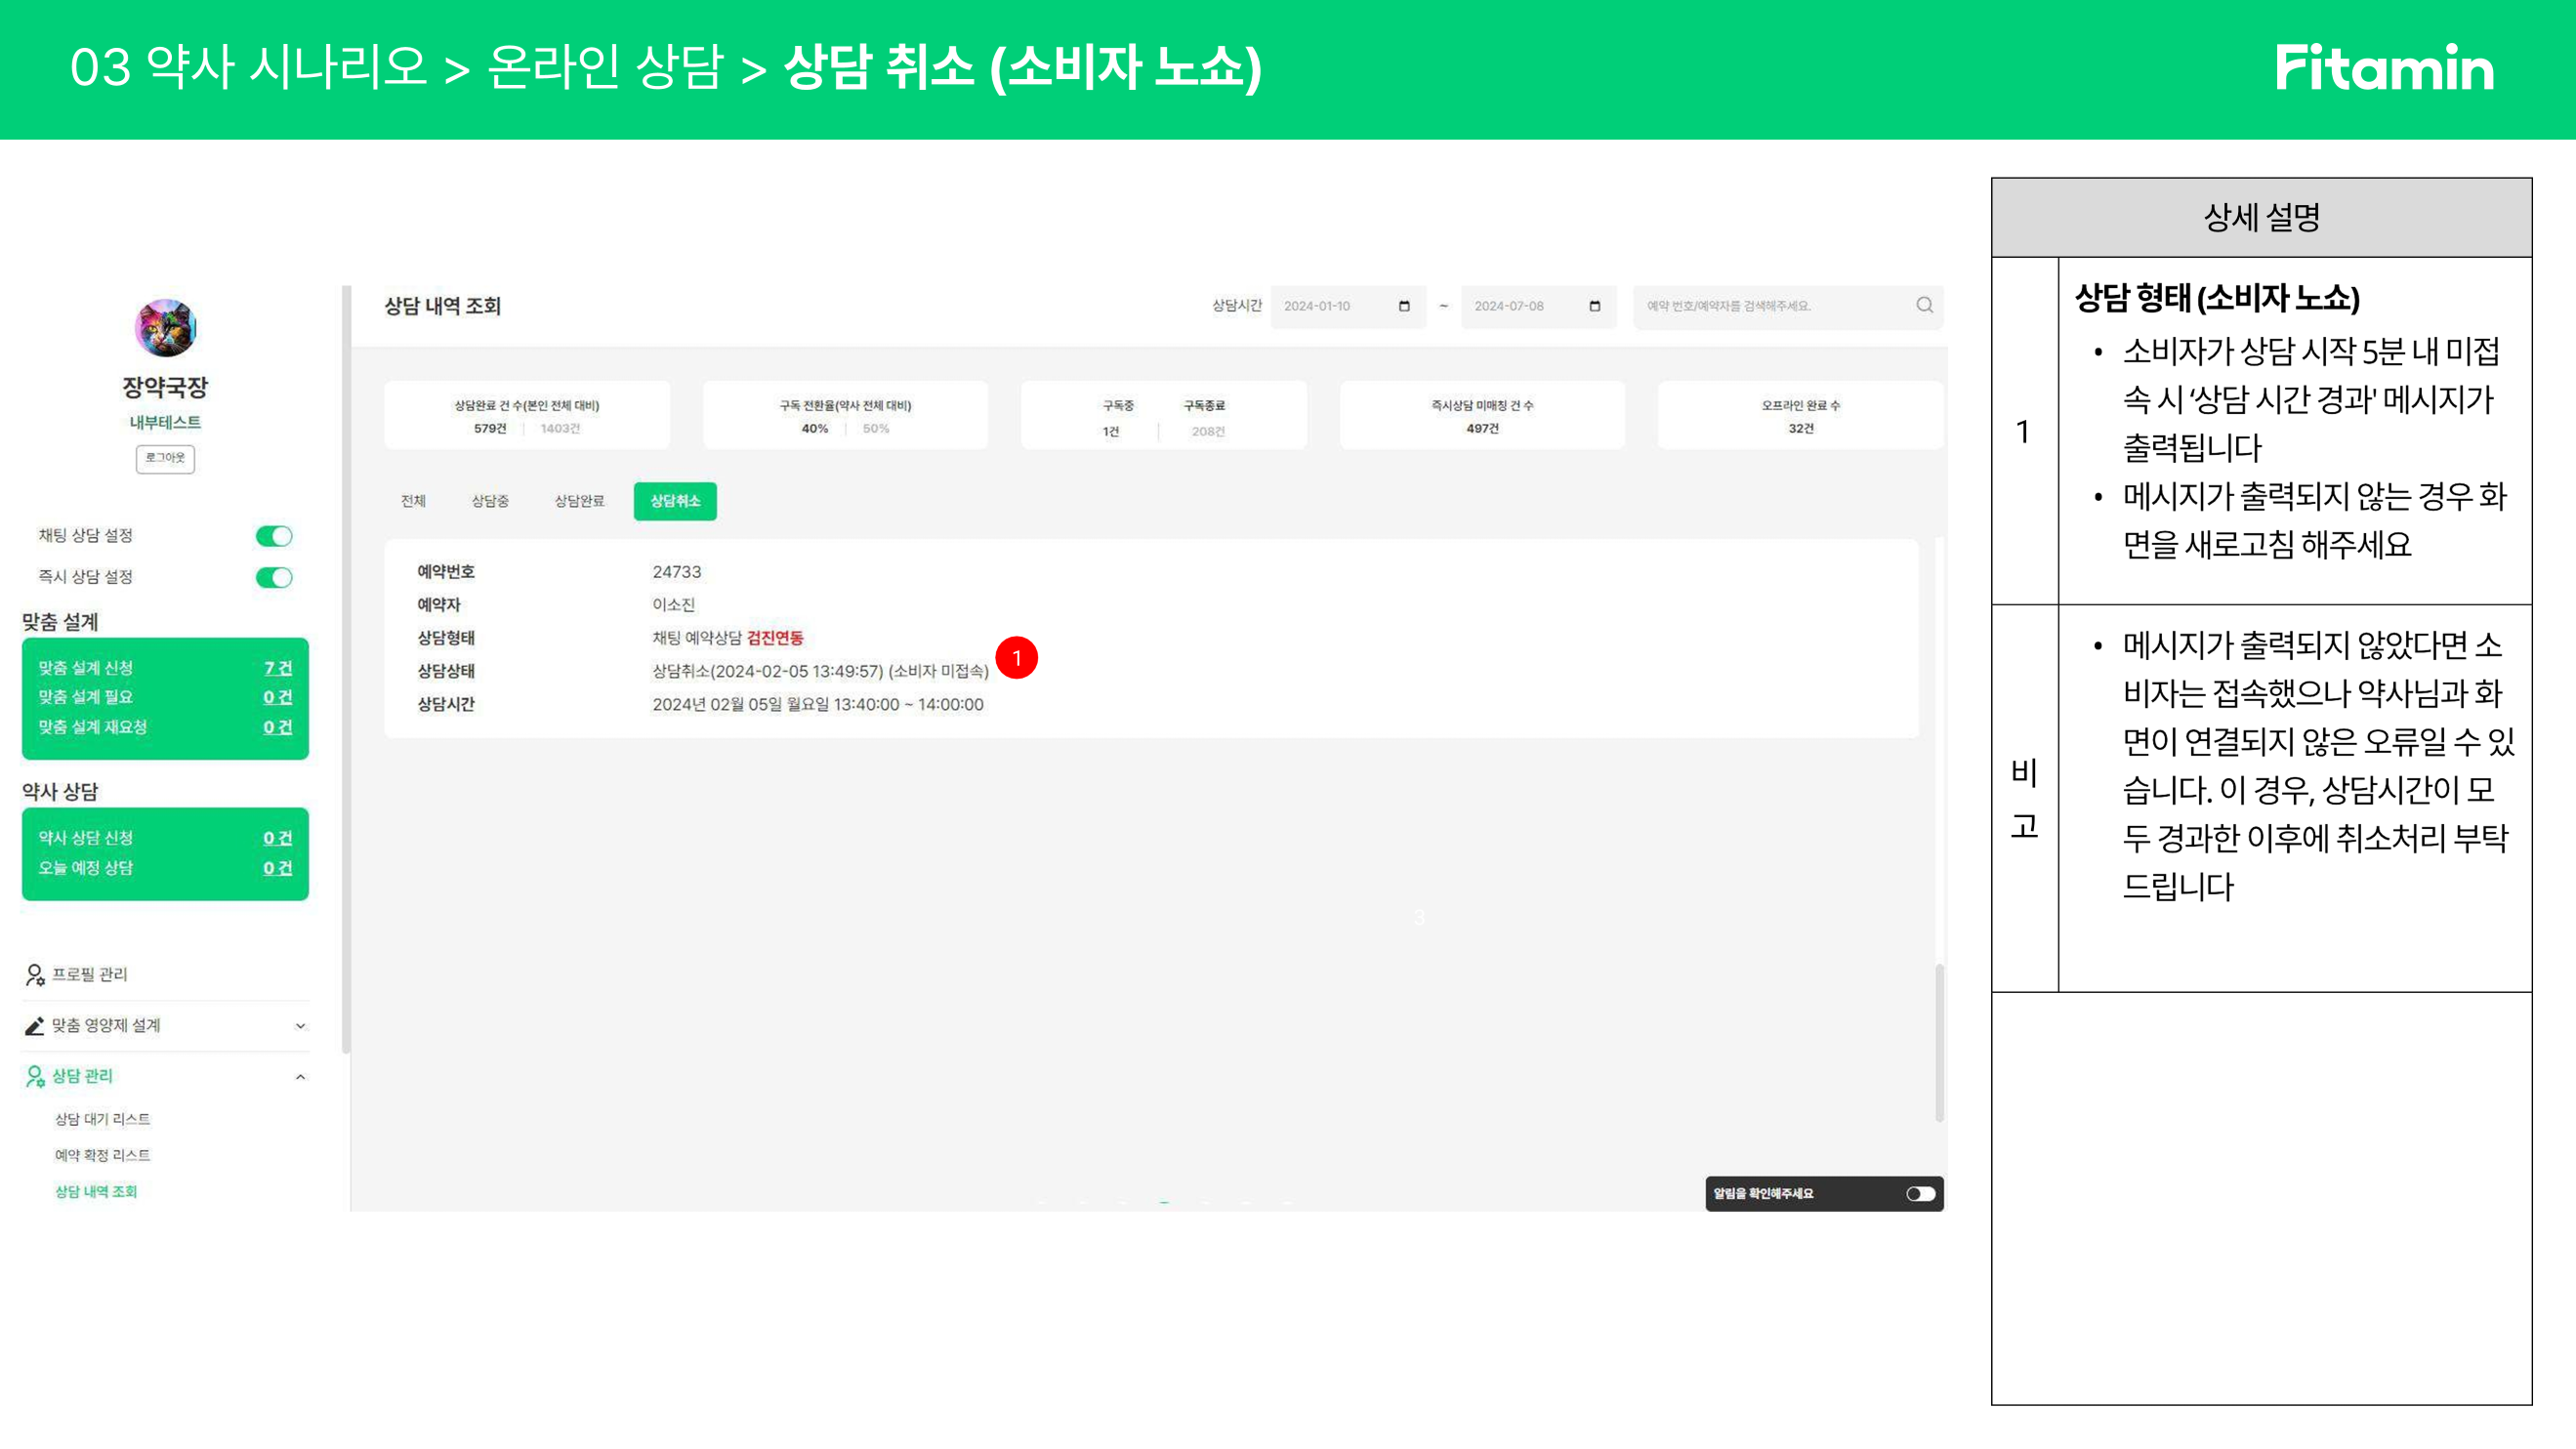 03 약사 시나리오 > 온라인 상담 > 상담 취소 (소비자 노쇼)
Fitamin
장약국장
내부테스트
로그아웃
채팅 상담 설정
즉시 상담 설정
맞춤 설계
맞춤 설계 신청 7 건
맞춤 설계 필요 0 건
맞춤 설계 재요청 0 건
약사 상담
약사 상담 신청 0 건
오늘 예정 상담 0 건
프로필 관리
맞춤 영양제 설계
상담 관리
상담 대기 리스트
예약 확정 리스트
상담 내역 조회
상담 내역 조회
상담시간 2024-01-10 ~ 2024-07-08 예약 번호/예약자를 검색해주세요.
상담완료 건 수(본인 전체 대비)
579건 1403건
구독 전환율(약사 전체 대비)
40% 50%
구독중 구독종료
1건 208건
즉시상담 미매칭 건 수
497건
오프라인 완료 수
32건
전체 상담중 상담완료 상담취소
예약번호 24733
예약자 이소진
상담형태 채팅 예약상담 검진연동
상담상태 상담취소(2024-02-05 13:49:57) (소비자 미접속) 1
상담시간 2024년 02월 05일 월요일 13:40:00 ~ 14:00:00
3
알림을 확인해주세요
상세 설명
1
상담 형태 (소비자 노쇼)
• 소비자가 상담 시작 5분 내 미접
속 시 ‘상담 시간 경과' 메시지가
출력됩니다
• 메시지가 출력되지 않는 경우 화
면을 새로고침 해주세요
비
고
• 메시지가 출력되지 않았다면 소
비자는 접속했으나 약사님과 화
면이 연결되지 않은 오류일 수 있
습니다. 이 경우, 상담시간이 모
두 경과한 이후에 취소처리 부탁
드립니다